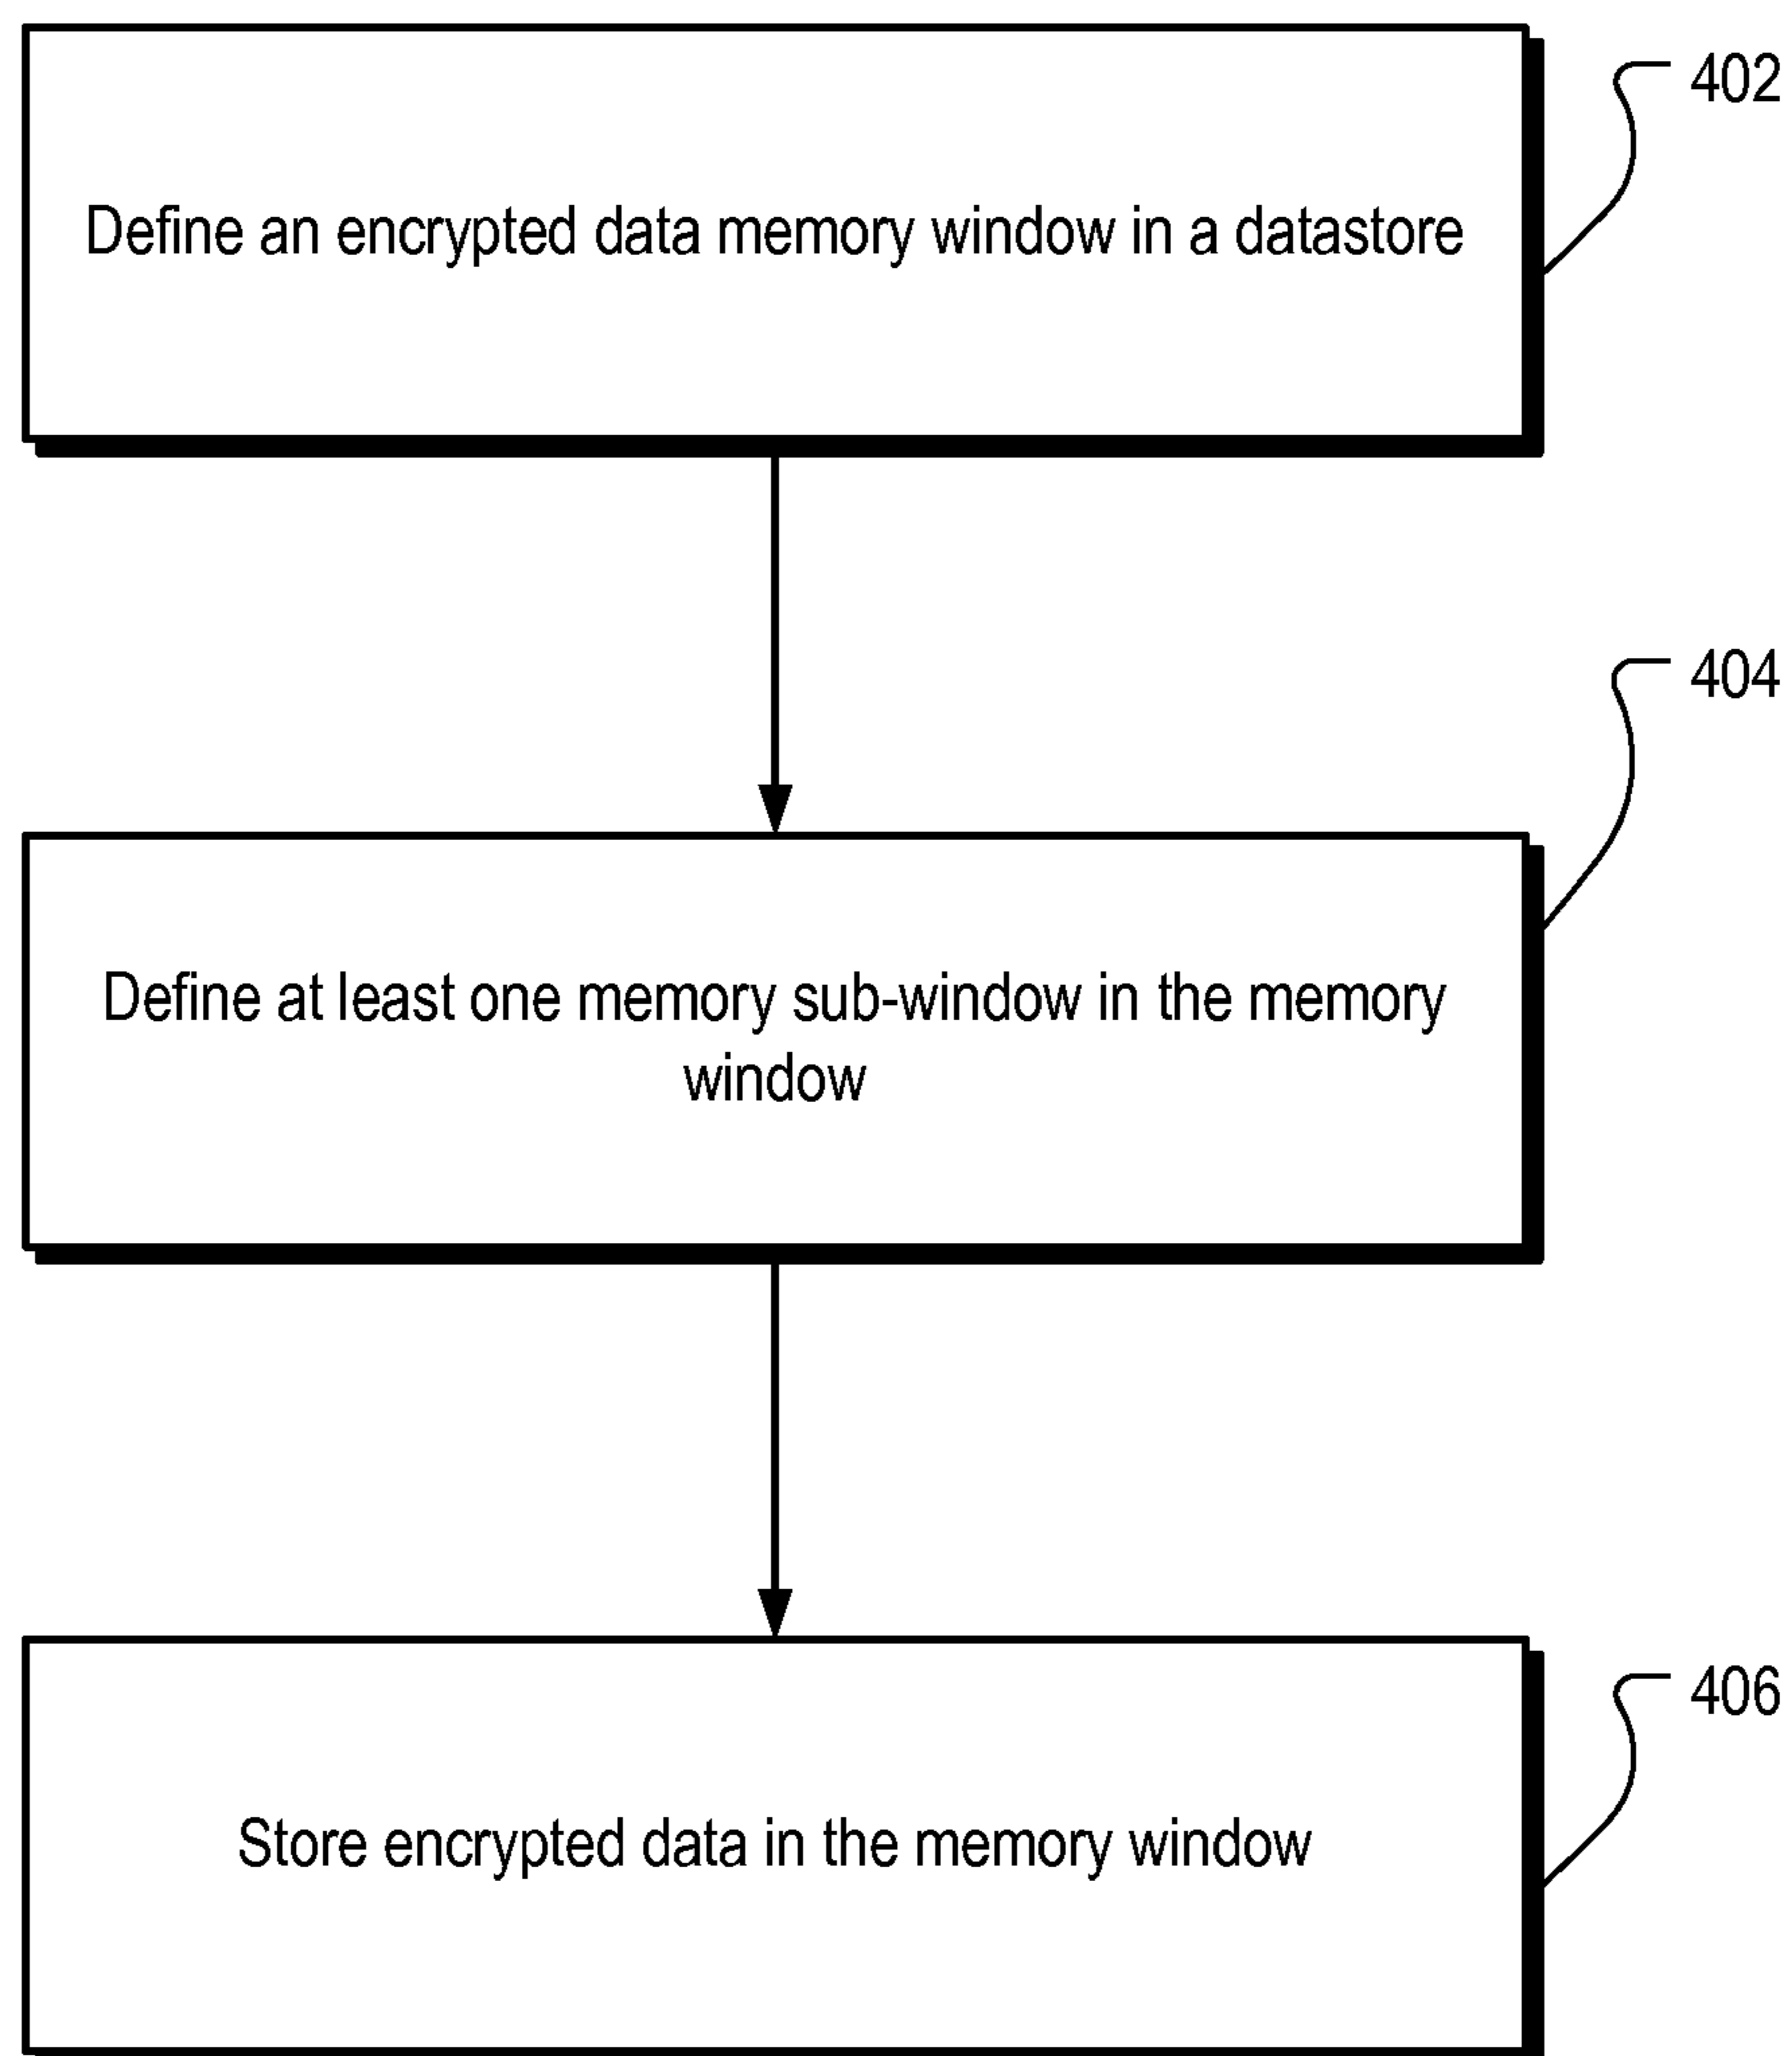 402
Define an encrypted data memory window in a datastore
404
Define at least one memory sub-window in the memory
window
406
Store encrypted data in the memory window